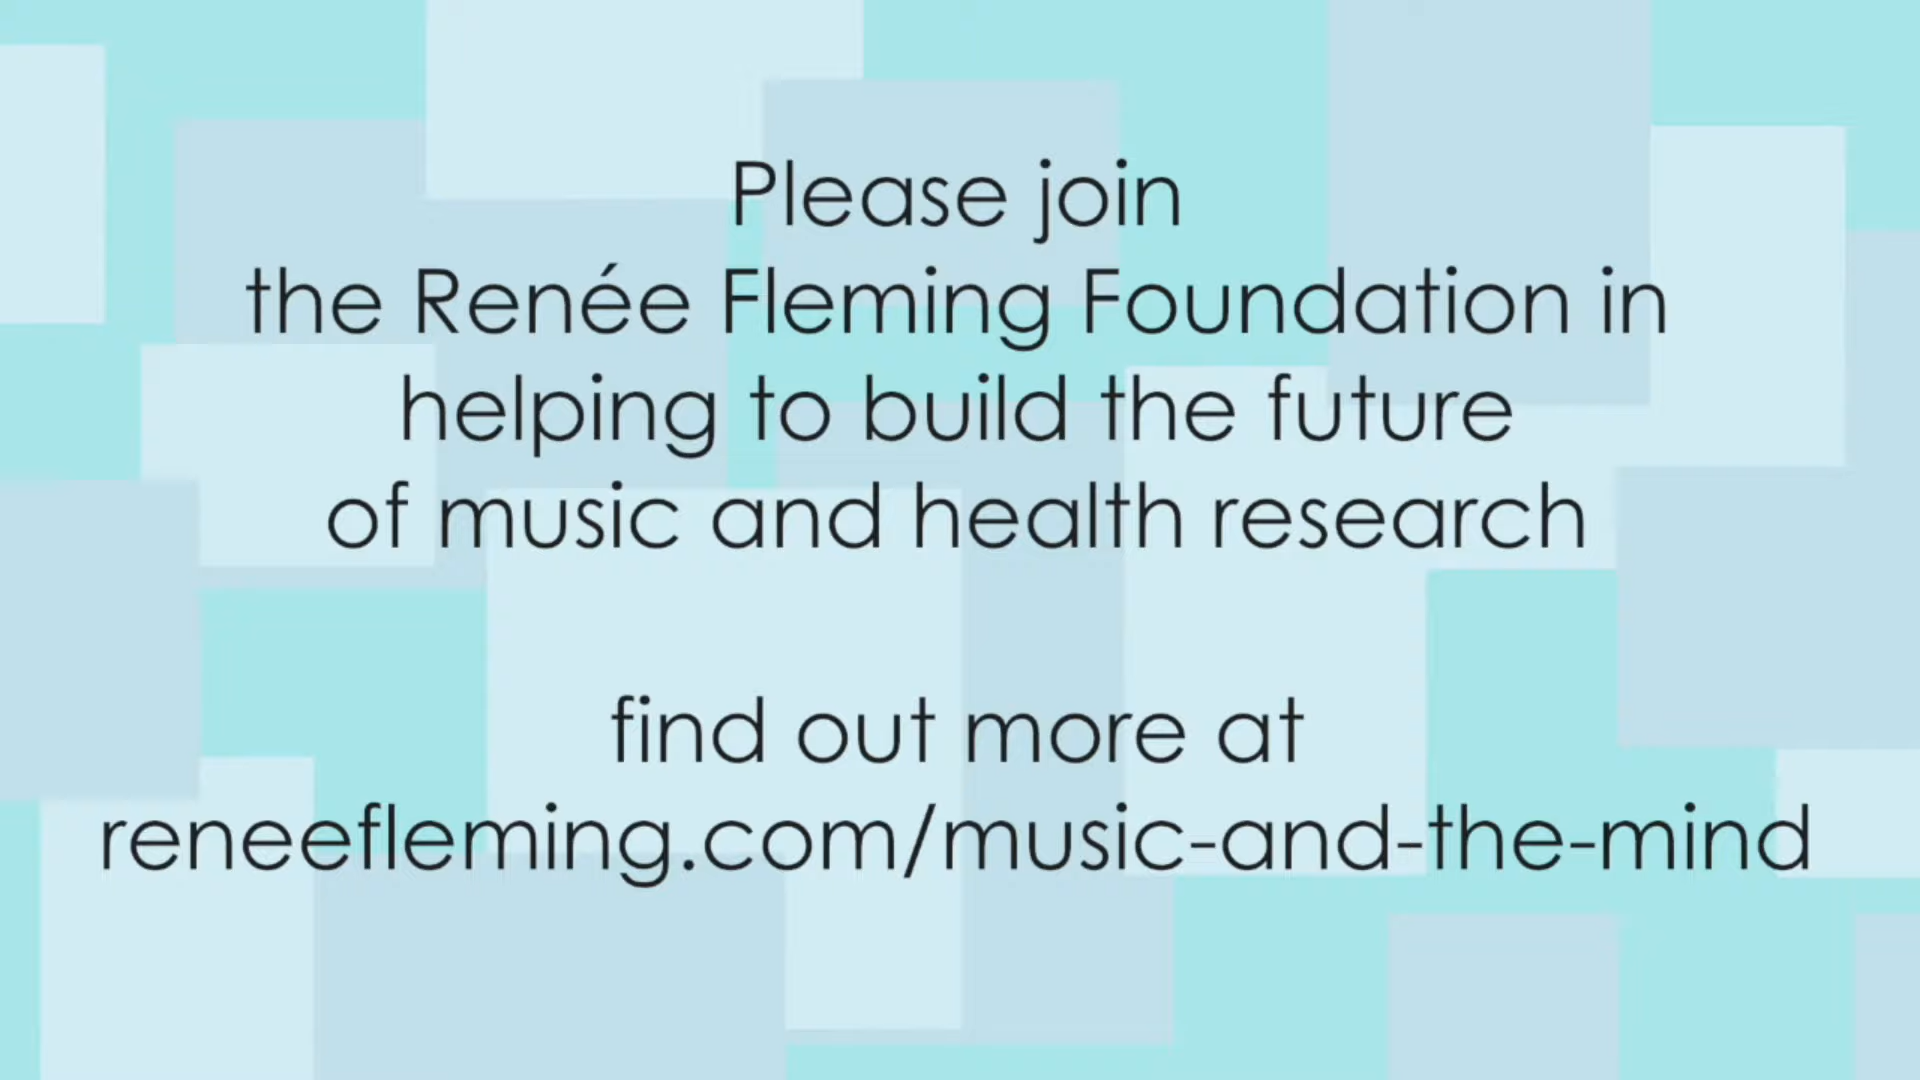 Please join
the Renée Fleming Foundation in
helping to build the future
of music and health research
find out more at
reneefleming.com/music-and-the-mind